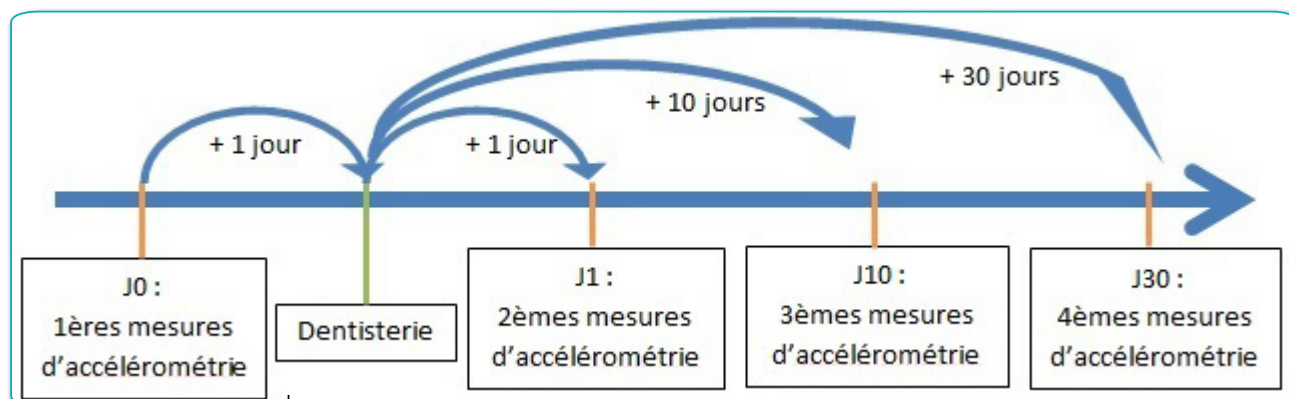 + 1 jour
+ 1 jour
+ 10 jours
+ 30 jours
J0 :
1ères mesures
d'accélérométrie
Dentisterie
J1 :
2èmes mesures
d'accélérométrie
J10 :
3èmes mesures
d'accélérométrie
J30 :
4èmes mesures
d'accélérométrie